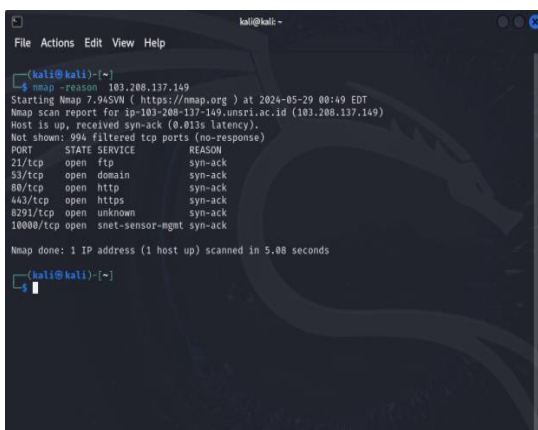 kali@kali: ~
File Actions Edit View Help
(kali㉿kali)-[~]
$ nmap -reason 103.208.137.149
Starting Nmap 7.94SVN ( https://nmap.org ) at 2024-05-29 00:49 EDT
Nmap scan report for ip-103-208-137-149.unsri.ac.id (103.208.137.149)
Host is up, received syn-ack (0.013s latency).
Not shown: 994 filtered tcp ports (no-response)
PORT STATE SERVICE REASON
21/tcp open ftp syn-ack
53/tcp open domain syn-ack
80/tcp open http syn-ack
443/tcp open https syn-ack
8291/tcp open unknown syn-ack
10000/tcp open snet-sensor-mgmt syn-ack
Nmap done: 1 IP address (1 host up) scanned in 5.08 seconds
(kali㉿kali)-[~]
$